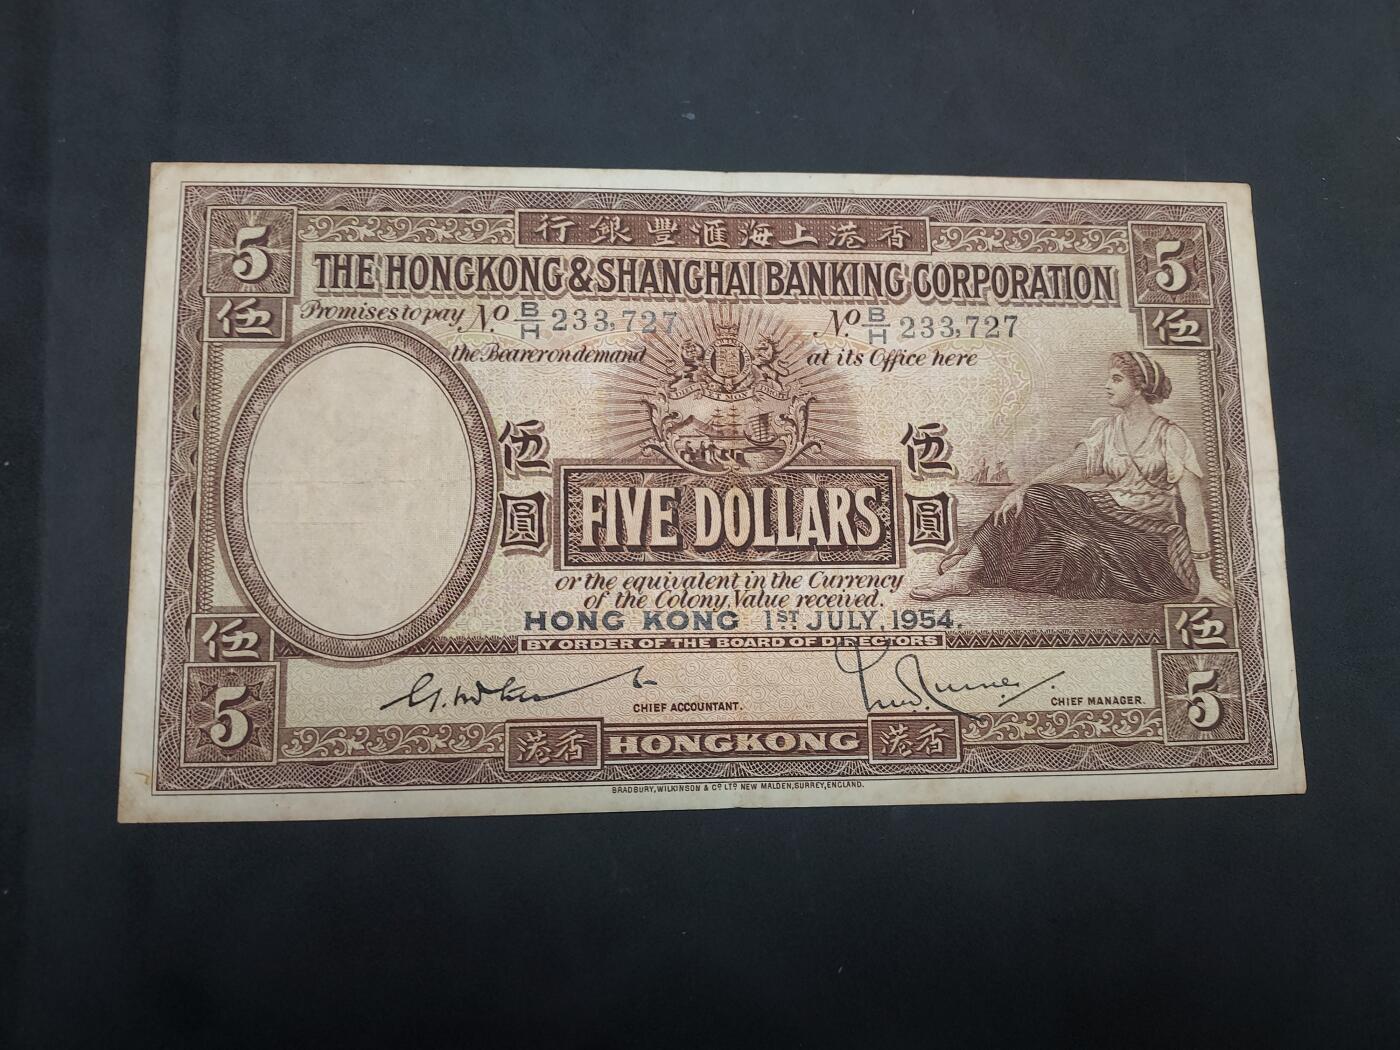 5 行銀豐滙海上港香 5
THE HONGKONG & SHANGHAI BANKING CORPORATION
伍 伍
Promises to pay No B/H 233,727 No B/H 233,727
the Bearer on demand at its Office here
伍圓 伍圓
FIVE DOLLARS
or the equivalent in the Currency
of the Colony, Value received.
HONG KONG 1ST JULY, 1954.
BY ORDER OF THE BOARD OF DIRECTORS
伍 伍
CHIEF ACCOUNTANT. CHIEF MANAGER.
5 港香 HONGKONG 港香 5
BRADBURY, WILKINSON & Co LTD NEW MALDEN, SURREY, ENGLAND.